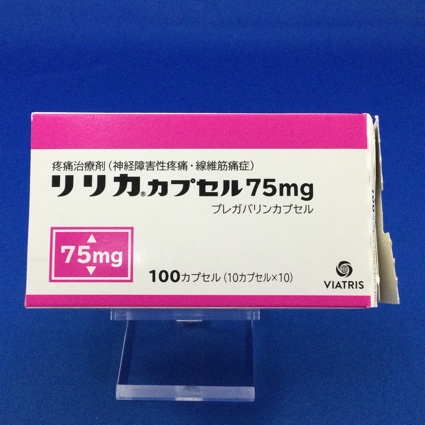 疼痛治療剤(神経障害性疼痛・線維筋痛症)
リリカ®カプセル75mg
プレガバリンカプセル
75mg
100カプセル(10カプセル×10)
VIATRIS